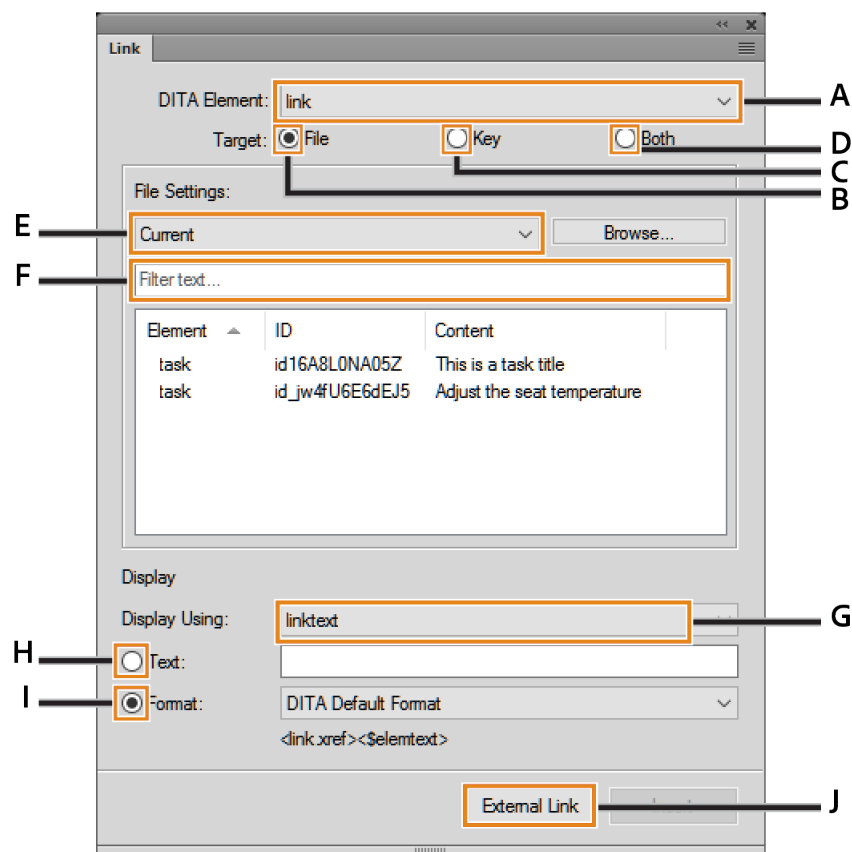 Link
DITA Element: link A
Target: File Key Both D
C
B
File Settings:
E Current Browse...
F Filter text...
Element ID Content
task id16A8L0NA05Z This is a task title
task id_jw4fU6E6dEJ5 Adjust the seat temperature
Display
Display Using: linktext G
H Text:
I Format: DITA Default Format
<link.xref><$elemtext>
External Link J